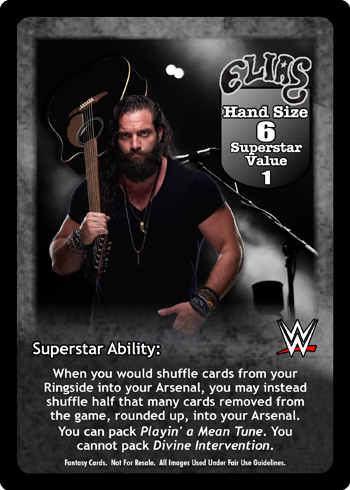 ELIAS
Hand Size
6
Superstar
Value
1
W
Superstar Ability:
When you would shuffle cards from your
Ringside into your Arsenal, you may instead
shuffle half that many cards removed from
the game, rounded up, into your Arsenal.
You can pack Playin' a Mean Tune. You
cannot pack Divine Intervention.
Fantasy Cards. Not For Resale. All Images Used Under Fair Use Guidelines.